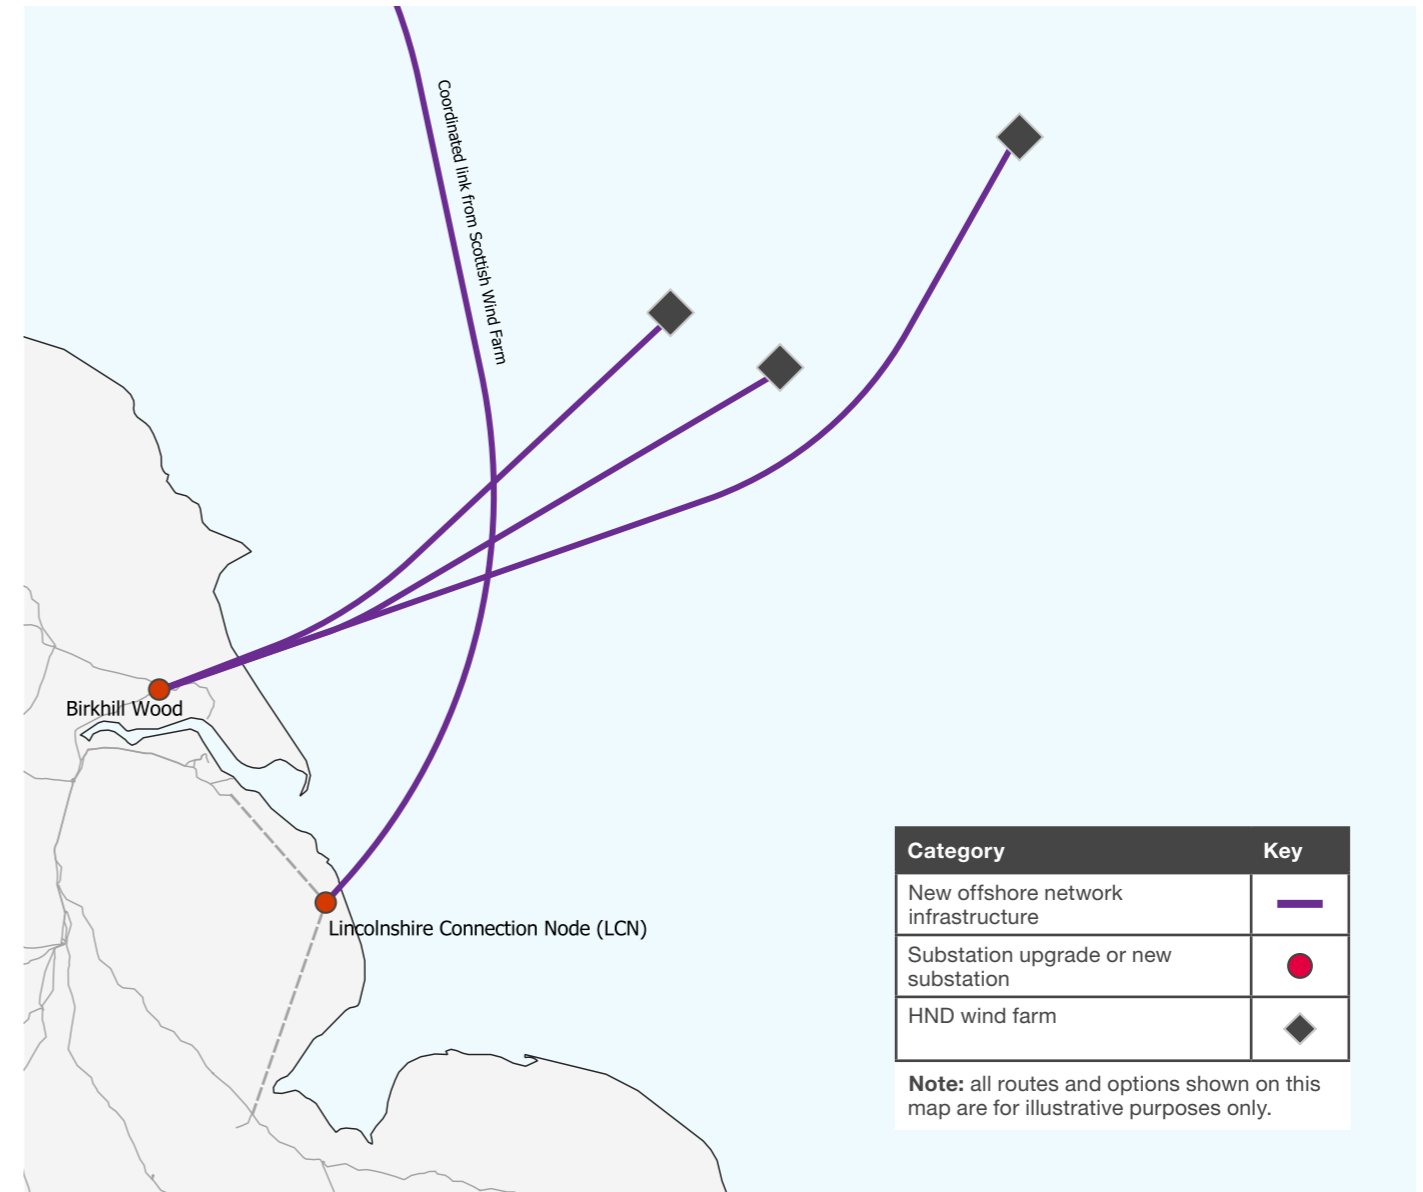 Coordinated link from Scottish Wind Farm
Birkhill Wood
Lincolnshire Connection Node (LCN)
Category Key
New offshore network
infrastructure
Substation upgrade or new
substation
HND wind farm
Note: all routes and options shown on this
map are for illustrative purposes only.